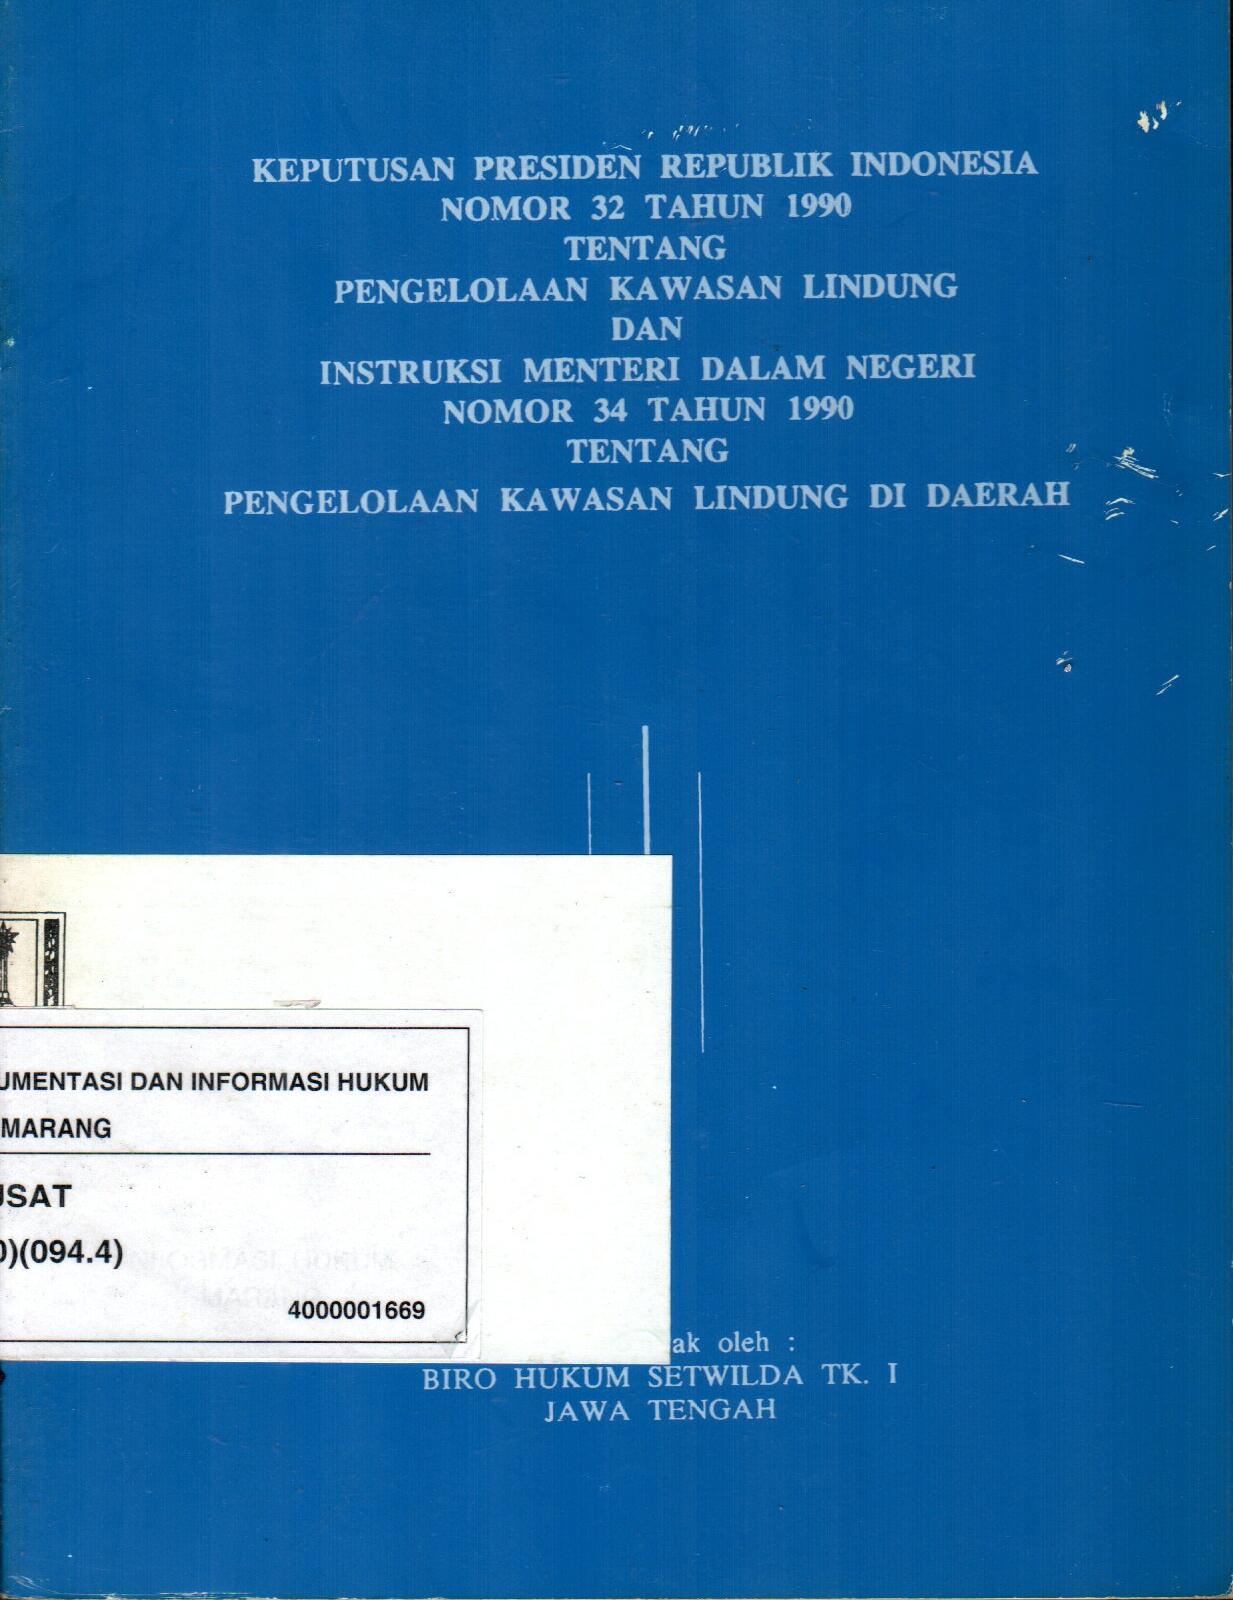 KEPUTUSAN PRESIDEN REPUBLIK INDONESIA
NOMOR 32 TAHUN 1990
TENTANG
PENGELOLAAN KAWASAN LINDUNG
DAN
INSTRUKSI MENTERI DALAM NEGERI
NOMOR 34 TAHUN 1990
TENTANG
PENGELOLAAN KAWASAN LINDUNG DI DAERAH
UMENTASI DAN INFORMASI HUKUM
MARANG
USAT
)(094.4)
4000001669
ak oleh :
BIRO HUKUM SETWILDA TK. I
JAWA TENGAH